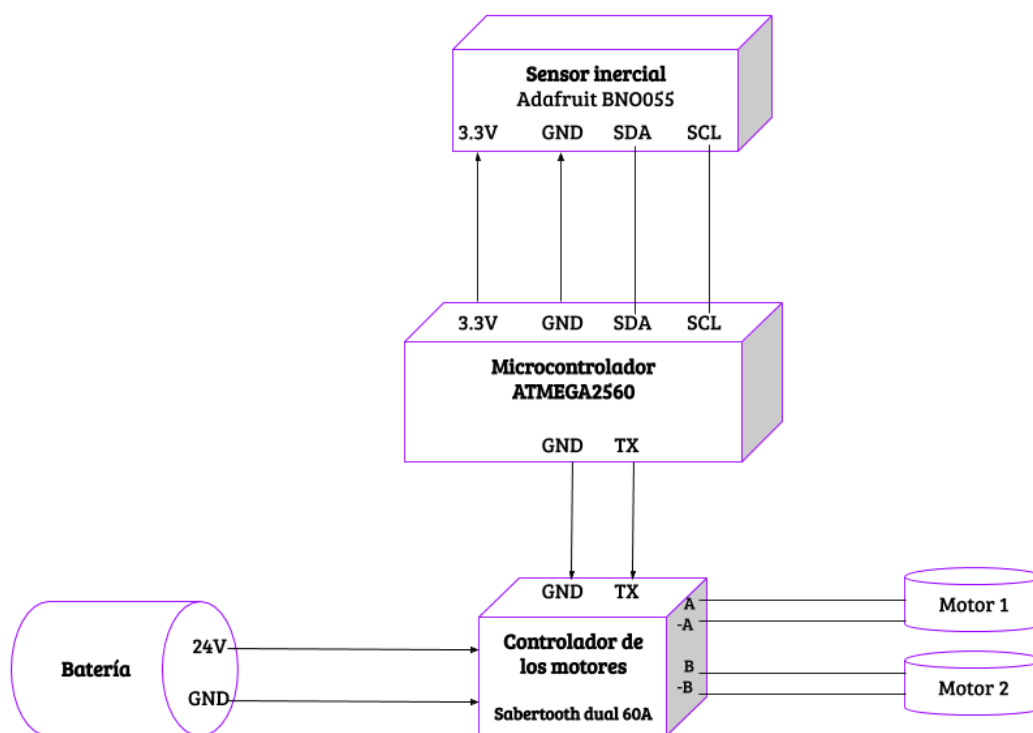 Sensor inercial
Adafruit BNO055
3.3V GND SDA SCL
3.3V GND SDA SCL
Microcontrolador
ATMEGA2560
GND TX
GND TX
Controlador de
los motores
Sabertooth dual 60A
A
-A
B
-B
Motor 1
Motor 2
Batería
24V
GND